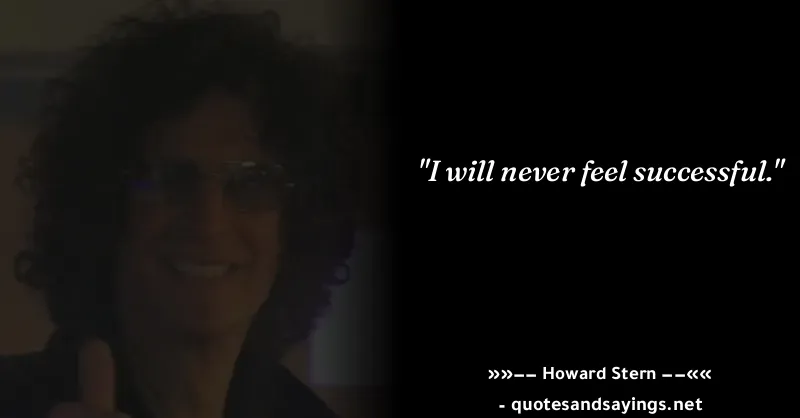 "I will never feel successful."
»»−− Howard Stern −−««
- quotesandsayings.net